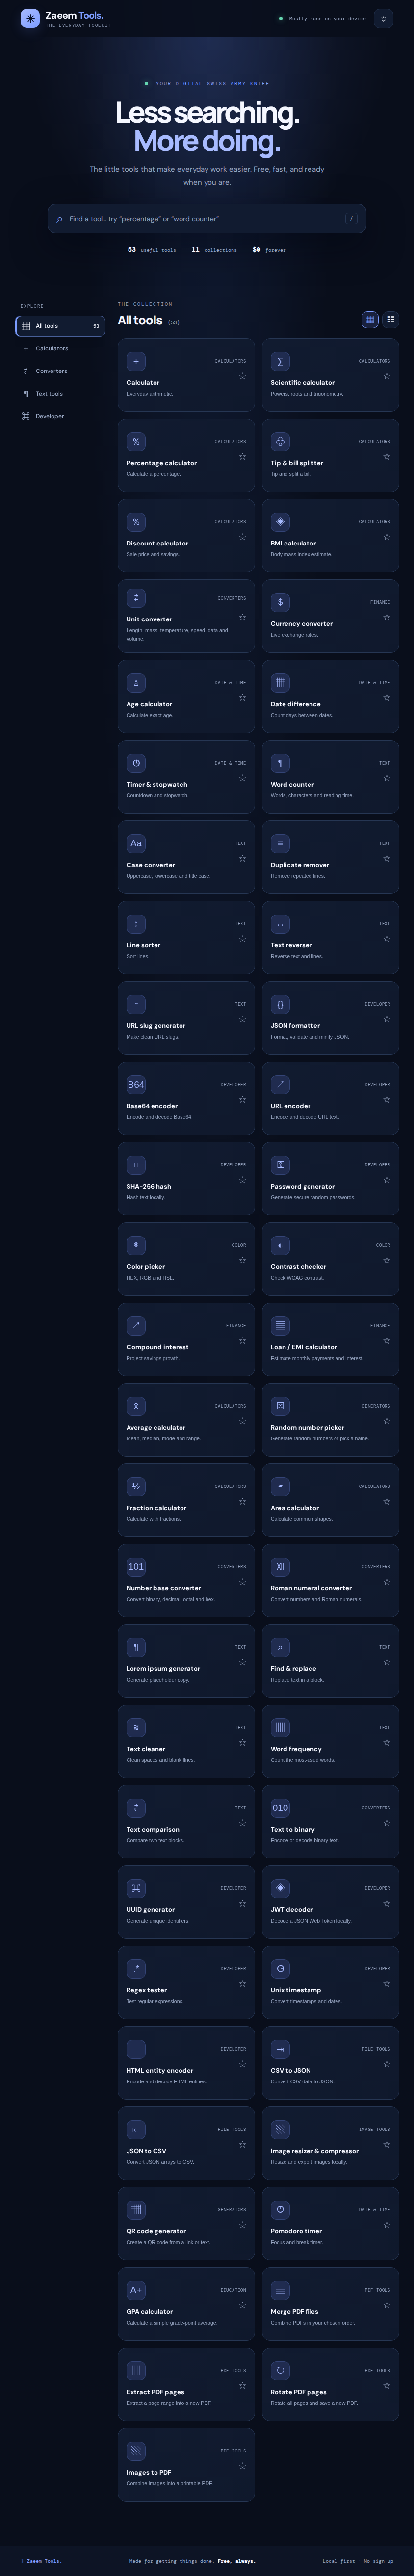 Zaeem Tools.
THE EVERYDAY TOOLKIT
Mostly runs on your device
YOUR DIGITAL SWISS ARMY KNIFE
Less searching.
More doing.
The little tools that make everyday work easier. Free, fast, and ready
when you are.
Find a tool… try “percentage” or “word counter”
/
53 useful tools
11 collections
$0 forever
EXPLORE
All tools 53
Calculators
Converters
Text tools
Developer
THE COLLECTION
All tools (53)
+
CALCULATORS
Calculator
Everyday arithmetic.
∑
CALCULATORS
Scientific calculator
Powers, roots and trigonometry.
%
CALCULATORS
Percentage calculator
Calculate a percentage.
CALCULATORS
Tip & bill splitter
Tip and split a bill.
%
CALCULATORS
Discount calculator
Sale price and savings.
CALCULATORS
BMI calculator
Body mass index estimate.
CONVERTERS
Unit converter
Length, mass, temperature, speed, data and
volume.
$
FINANCE
Currency converter
Live exchange rates.
DATE & TIME
Age calculator
Calculate exact age.
DATE & TIME
Date difference
Count days between dates.
DATE & TIME
Timer & stopwatch
Countdown and stopwatch.
¶
TEXT
Word counter
Words, characters and reading time.
Aa
TEXT
Case converter
Uppercase, lowercase and title case.
≡
TEXT
Duplicate remover
Remove repeated lines.
↕
TEXT
Line sorter
Sort lines.
↔
TEXT
Text reverser
Reverse text and lines.
TEXT
URL slug generator
Make clean URL slugs.
{}
DEVELOPER
JSON formatter
Format, validate and minify JSON.
B64
DEVELOPER
Base64 encoder
Encode and decode Base64.
DEVELOPER
URL encoder
Encode and decode URL text.
DEVELOPER
SHA-256 hash
Hash text locally.
DEVELOPER
Password generator
Generate secure random passwords.
COLOR
Color picker
HEX, RGB and HSL.
COLOR
Contrast checker
Check WCAG contrast.
FINANCE
Compound interest
Project savings growth.
FINANCE
Loan / EMI calculator
Estimate monthly payments and interest.
x̄
CALCULATORS
Average calculator
Mean, median, mode and range.
GENERATORS
Random number picker
Generate random numbers or pick a name.
½
CALCULATORS
Fraction calculator
Calculate with fractions.
CALCULATORS
Area calculator
Calculate common shapes.
101
CONVERTERS
Number base converter
Convert binary, decimal, octal and hex.
XII
CONVERTERS
Roman numeral converter
Convert numbers and Roman numerals.
¶
TEXT
Lorem ipsum generator
Generate placeholder copy.
TEXT
Find & replace
Replace text in a block.
TEXT
Text cleaner
Clean spaces and blank lines.
TEXT
Word frequency
Count the most-used words.
TEXT
Text comparison
Compare two text blocks.
010
CONVERTERS
Text to binary
Encode or decode binary text.
DEVELOPER
UUID generator
Generate unique identifiers.
DEVELOPER
JWT decoder
Decode a JSON Web Token locally.
.*
DEVELOPER
Regex tester
Test regular expressions.
DEVELOPER
Unix timestamp
Convert timestamps and dates.
DEVELOPER
HTML entity encoder
Encode and decode HTML entities.
FILE TOOLS
CSV to JSON
Convert CSV data to JSON.
FILE TOOLS
JSON to CSV
Convert JSON arrays to CSV.
IMAGE TOOLS
Image resizer & compressor
Resize and export images locally.
GENERATORS
QR code generator
Create a QR code from a link or text.
DATE & TIME
Pomodoro timer
Focus and break timer.
A+
EDUCATION
GPA calculator
Calculate a simple grade-point average.
PDF TOOLS
Merge PDF files
Combine PDFs in your chosen order.
PDF TOOLS
Extract PDF pages
Extract a page range into a new PDF.
PDF TOOLS
Rotate PDF pages
Rotate all pages and save a new PDF.
PDF TOOLS
Images to PDF
Combine images into a printable PDF.
© Zaeem Tools.
Made for getting things done. Free, always.
Local-first · No sign-up